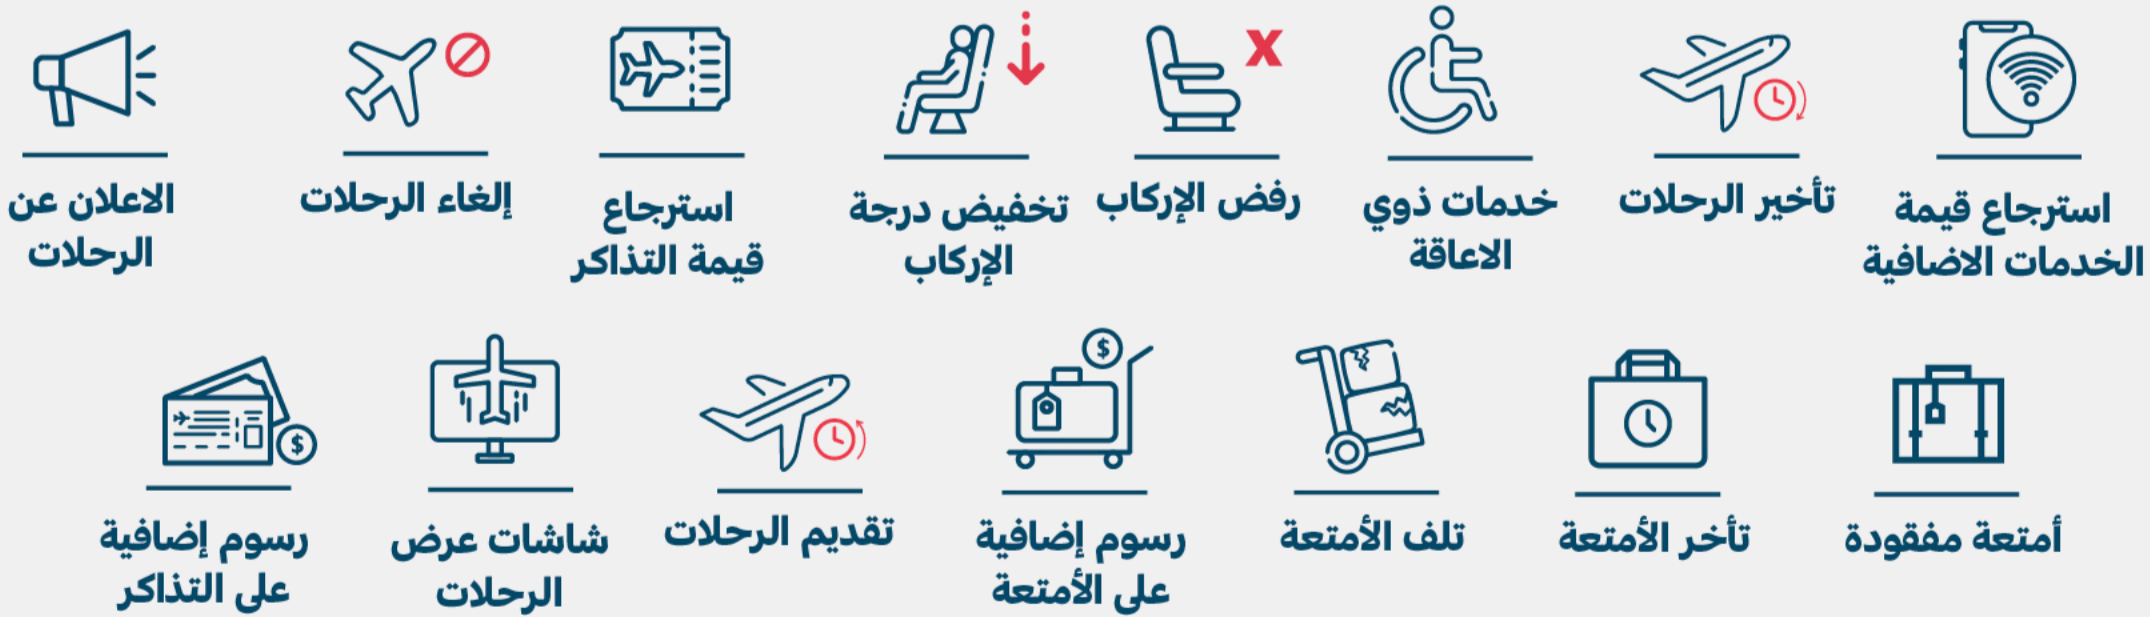 استرجاع قيمة
الخدمات الاضافية
تأخير الرحلات
خدمات ذوي
الاعاقة
رفض الإركاب
تخفيض درجة
الإركاب
استرجاع
قيمة التذاكر
إلغاء الرحلات
الاعلان عن
الرحلات
أمتعة مفقودة
تأخر الأمتعة
تلف الأمتعة
$
رسوم إضافية
على الأمتعة
تقديم الرحلات
شاشات عرض
الرحلات
$
رسوم إضافية
على التذاكر